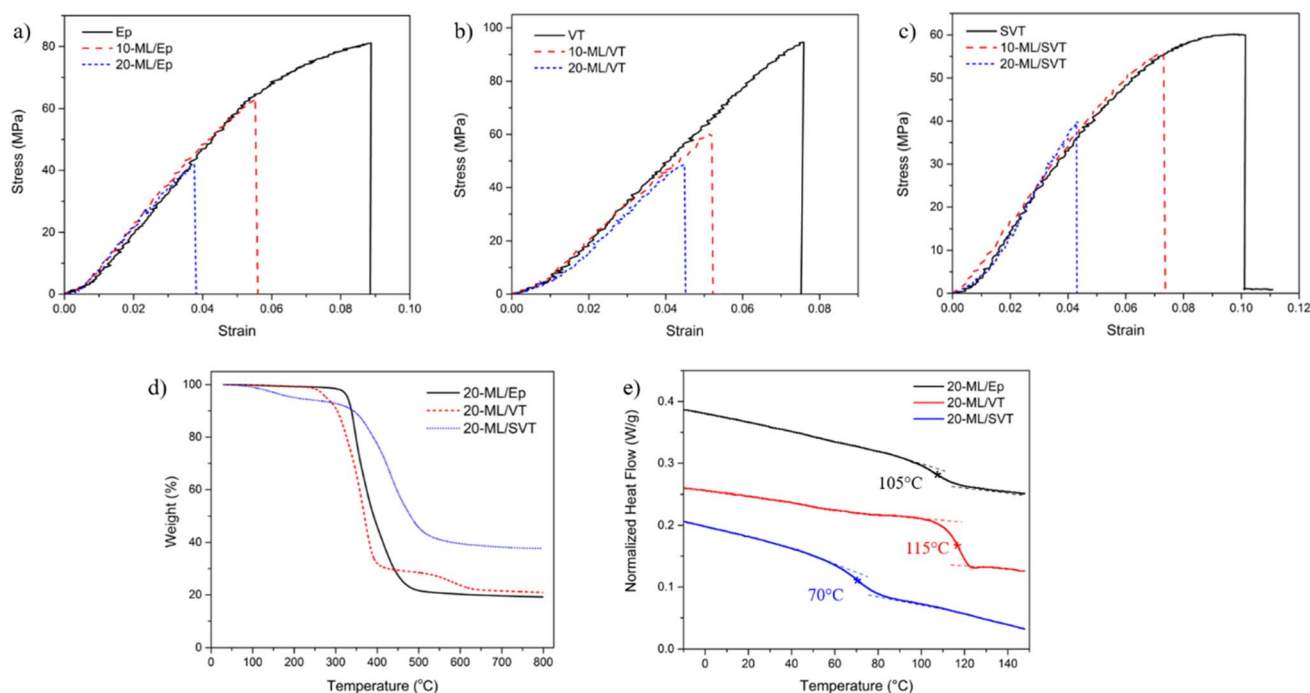 a)
Ep
10-ML/Ep
20-ML/Ep
Stress (MPa)
80
60
40
20
0
0.00 0.02 0.04 0.06 0.08 0.10
Strain
b)
VT
10-ML/VT
20-ML/VT
Stress (MPa)
100
90
80
70
60
50
40
30
20
10
0
0.00 0.02 0.04 0.06 0.08
Strain
c)
SVT
10-ML/SVT
20-ML/SVT
Stress (MPa)
60
50
40
30
20
10
0
0.00 0.02 0.04 0.06 0.08 0.10 0.12
Strain
d)
20-ML/Ep
20-ML/VT
20-ML/SVT
Weight (%)
100
80
60
40
20
0
0 100 200 300 400 500 600 700 800
Temperature (°C)
e)
20-ML/Ep
20-ML/VT
20-ML/SVT
Normalized Heat Flow (W/g)
0.4
0.3
0.2
0.1
0.0
105°C
115°C
70°C
0 20 40 60 80 100 120 140
Temperature (°C)